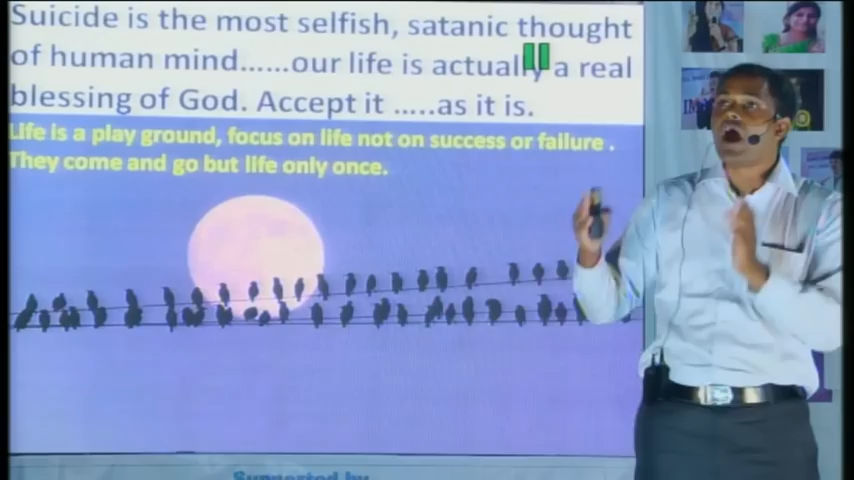 Suicide is the most selfish, satanic thought
of human mind......our life is actually a real
blessing of God. Accept it .....as it is.
Life is a play ground, focus on life not on success or failure .
They come and go but life only once.
Supported by